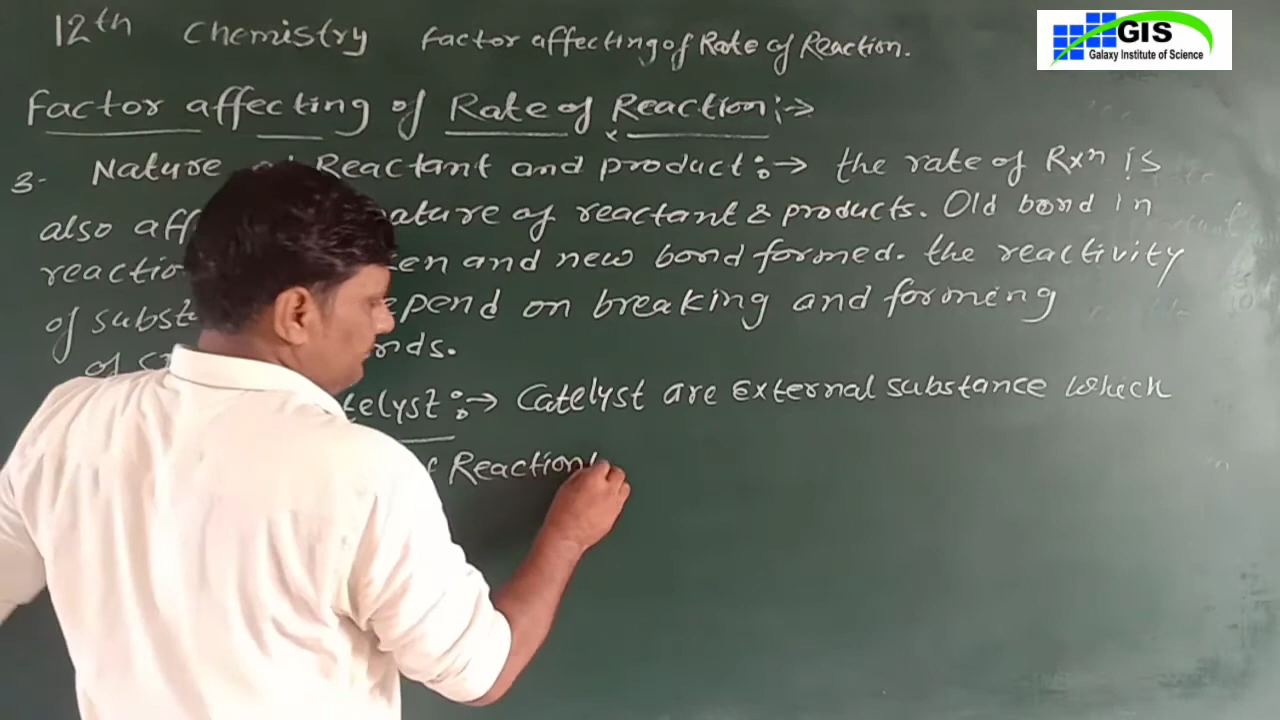 12th Chemistry Factor affecting of Rate of Reaction.
GIS
Galaxy Institute of Science
Factor affecting of Rate of Reaction :→
3- Nature Reactant and product :→ the rate of Rxn is
also aff ature of reactant & products. Old bond in
reactio en and new bond formed. the reactivity
of subst epend on breaking and forming
of nds.
telyst :→ Catelyst are External substance which
Reaction